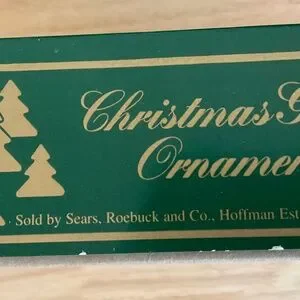 Christmas G
Ornamen
Sold by Sears, Roebuck and Co., Hoffman Est